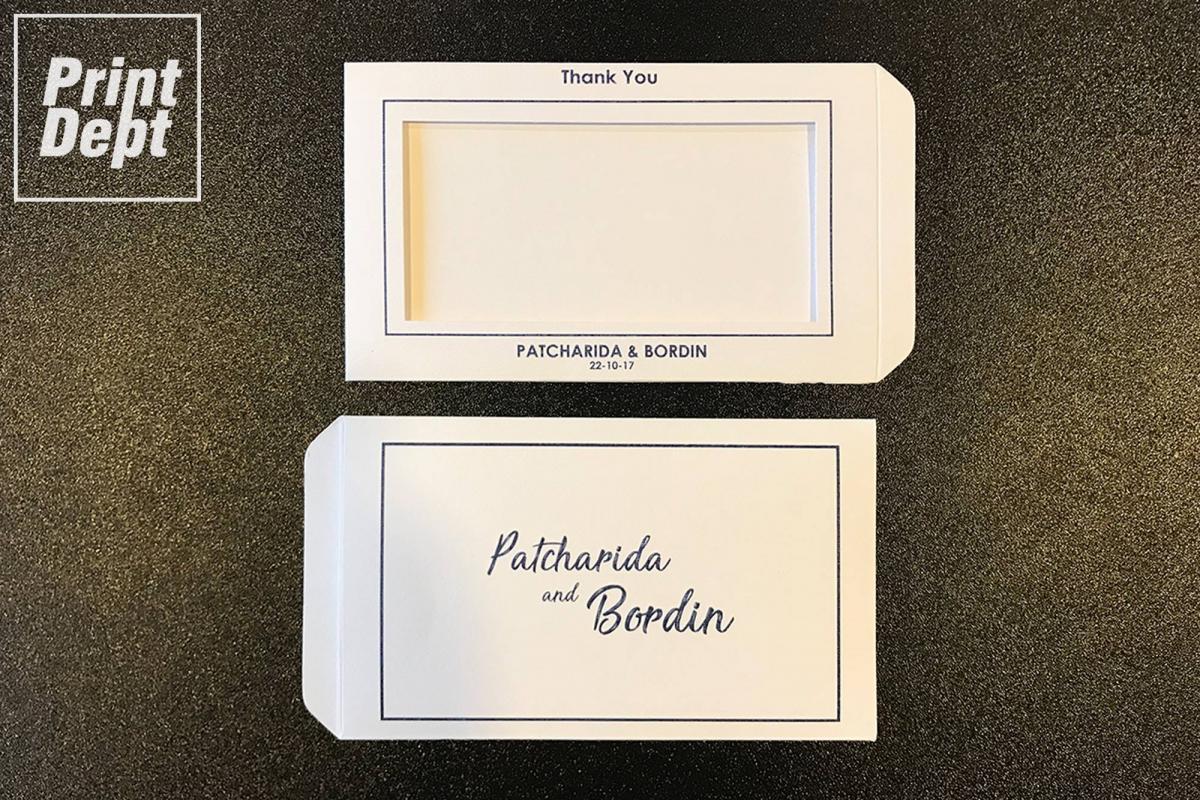 Print
Dept
Thank You
PATCHARIDA & BORDIN
22-10-17
Patcharida
and Bordin